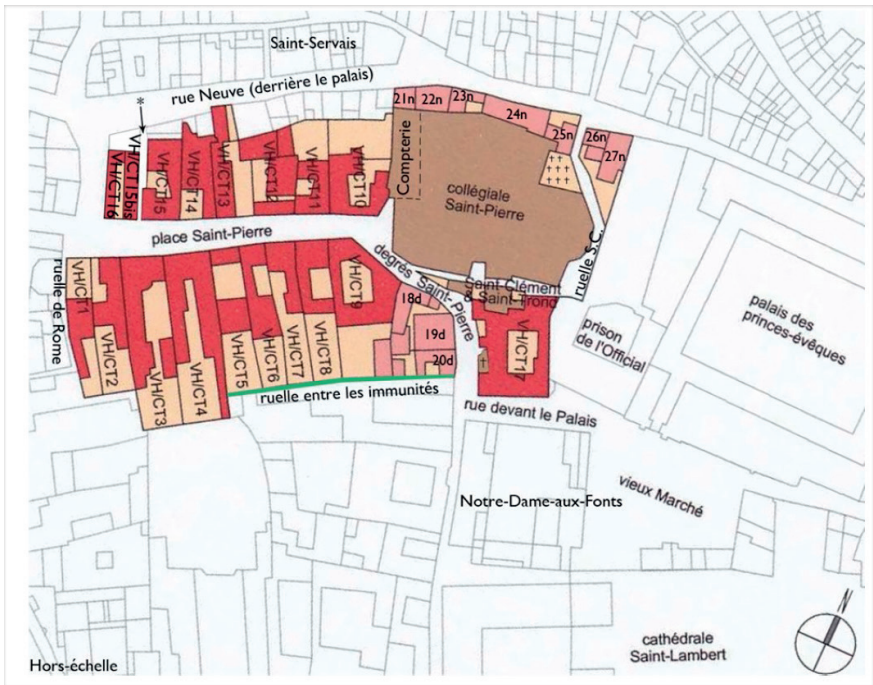 Saint-Servais
rue Neuve (derrière le palais)
*
21n
22n
23n
24n
25n
26n
27n
VH/CT16
VH/CT15bis
VH/CT15
VH/CT14
VH/CT13
VH/CT12
VH/CT11
VH/CT10
Compterie
collégiale
Saint-Pierre
place Saint-Pierre
ruelle S.C.
degrés Saint-Pierre
Saint-Clément
& Saint-Trond
ruelle de Rome
VH/CT1
VH/CT2
VH/CT3
VH/CT4
VH/CT5
VH/CT6
VH/CT7
VH/CT8
VH/CT9
18d
19d
20d
VH/CT17
prison
de l'Official
palais des
princes-évêques
ruelle entre les immunités
rue devant le Palais
vieux Marché
Notre-Dame-aux-Fonts
cathédrale
Saint-Lambert
N
Hors-échelle